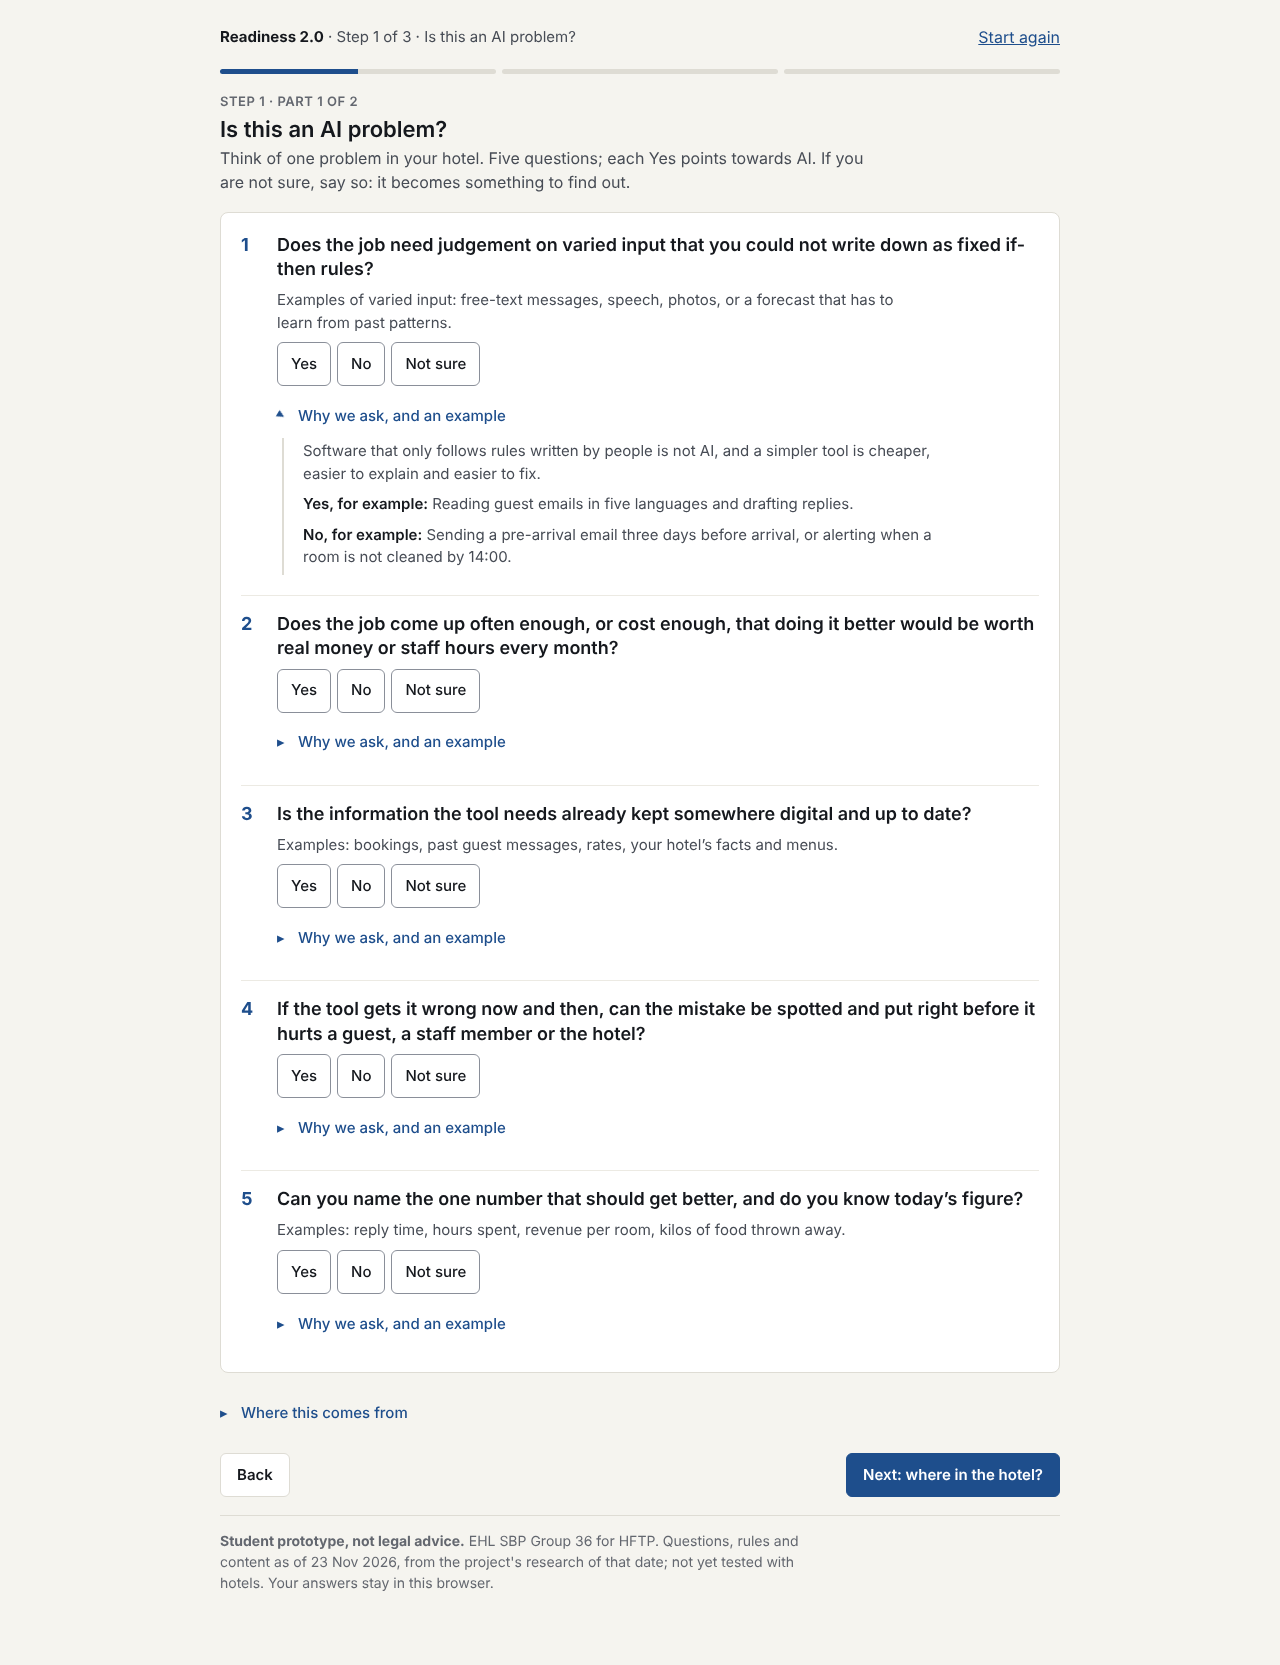 Readiness 2.0 · Step 1 of 3 · Is this an AI problem?
Start again
STEP 1 · PART 1 OF 2
Is this an AI problem?
Think of one problem in your hotel. Five questions; each Yes points towards AI. If you
are not sure, say so: it becomes something to find out.
1
Does the job need judgement on varied input that you could not write down as fixed if-
then rules?
Examples of varied input: free-text messages, speech, photos, or a forecast that has to
learn from past patterns.
Yes
No
Not sure
Why we ask, and an example
Software that only follows rules written by people is not AI, and a simpler tool is cheaper,
easier to explain and easier to fix.
Yes, for example: Reading guest emails in five languages and drafting replies.
No, for example: Sending a pre-arrival email three days before arrival, or alerting when a
room is not cleaned by 14:00.
2
Does the job come up often enough, or cost enough, that doing it better would be worth
real money or staff hours every month?
Yes
No
Not sure
Why we ask, and an example
3
Is the information the tool needs already kept somewhere digital and up to date?
Examples: bookings, past guest messages, rates, your hotel’s facts and menus.
Yes
No
Not sure
Why we ask, and an example
4
If the tool gets it wrong now and then, can the mistake be spotted and put right before it
hurts a guest, a staff member or the hotel?
Yes
No
Not sure
Why we ask, and an example
5
Can you name the one number that should get better, and do you know today’s figure?
Examples: reply time, hours spent, revenue per room, kilos of food thrown away.
Yes
No
Not sure
Why we ask, and an example
Where this comes from
Back
Next: where in the hotel?
Student prototype, not legal advice. EHL SBP Group 36 for HFTP. Questions, rules and
content as of 23 Nov 2026, from the project's research of that date; not yet tested with
hotels. Your answers stay in this browser.